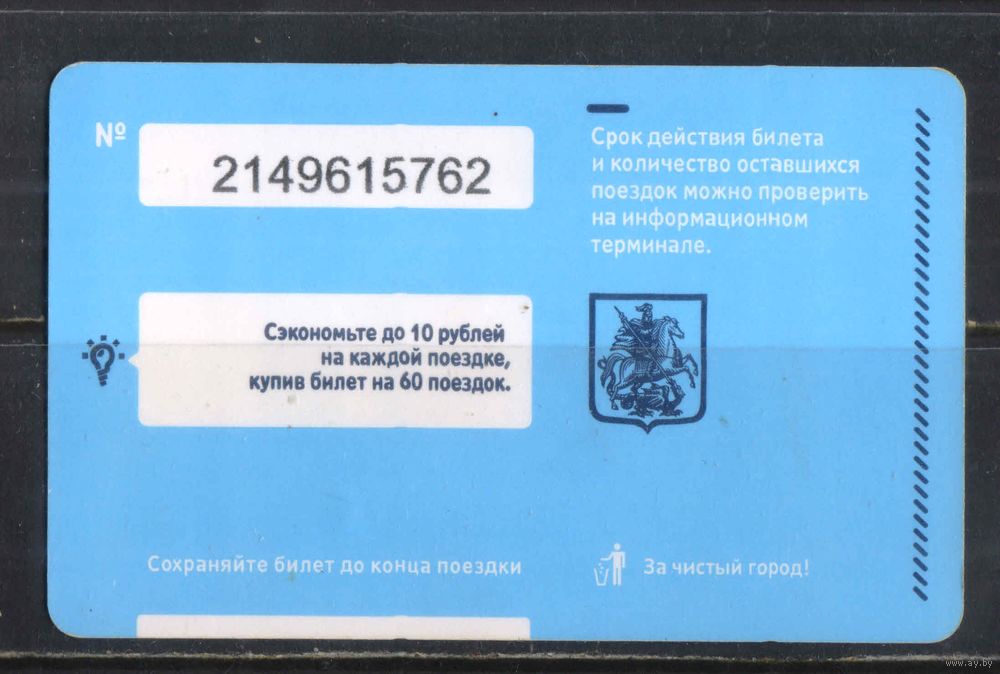 №
2149615762
Срок действия билета
и количество оставшихся
поездок можно проверить
на информационном
терминале.
Сэкономьте до 10 рублей
на каждой поездке,
купив билет на 60 поездок.
Сохраняйте билет до конца поездки
За чистый город!
www.ay.by